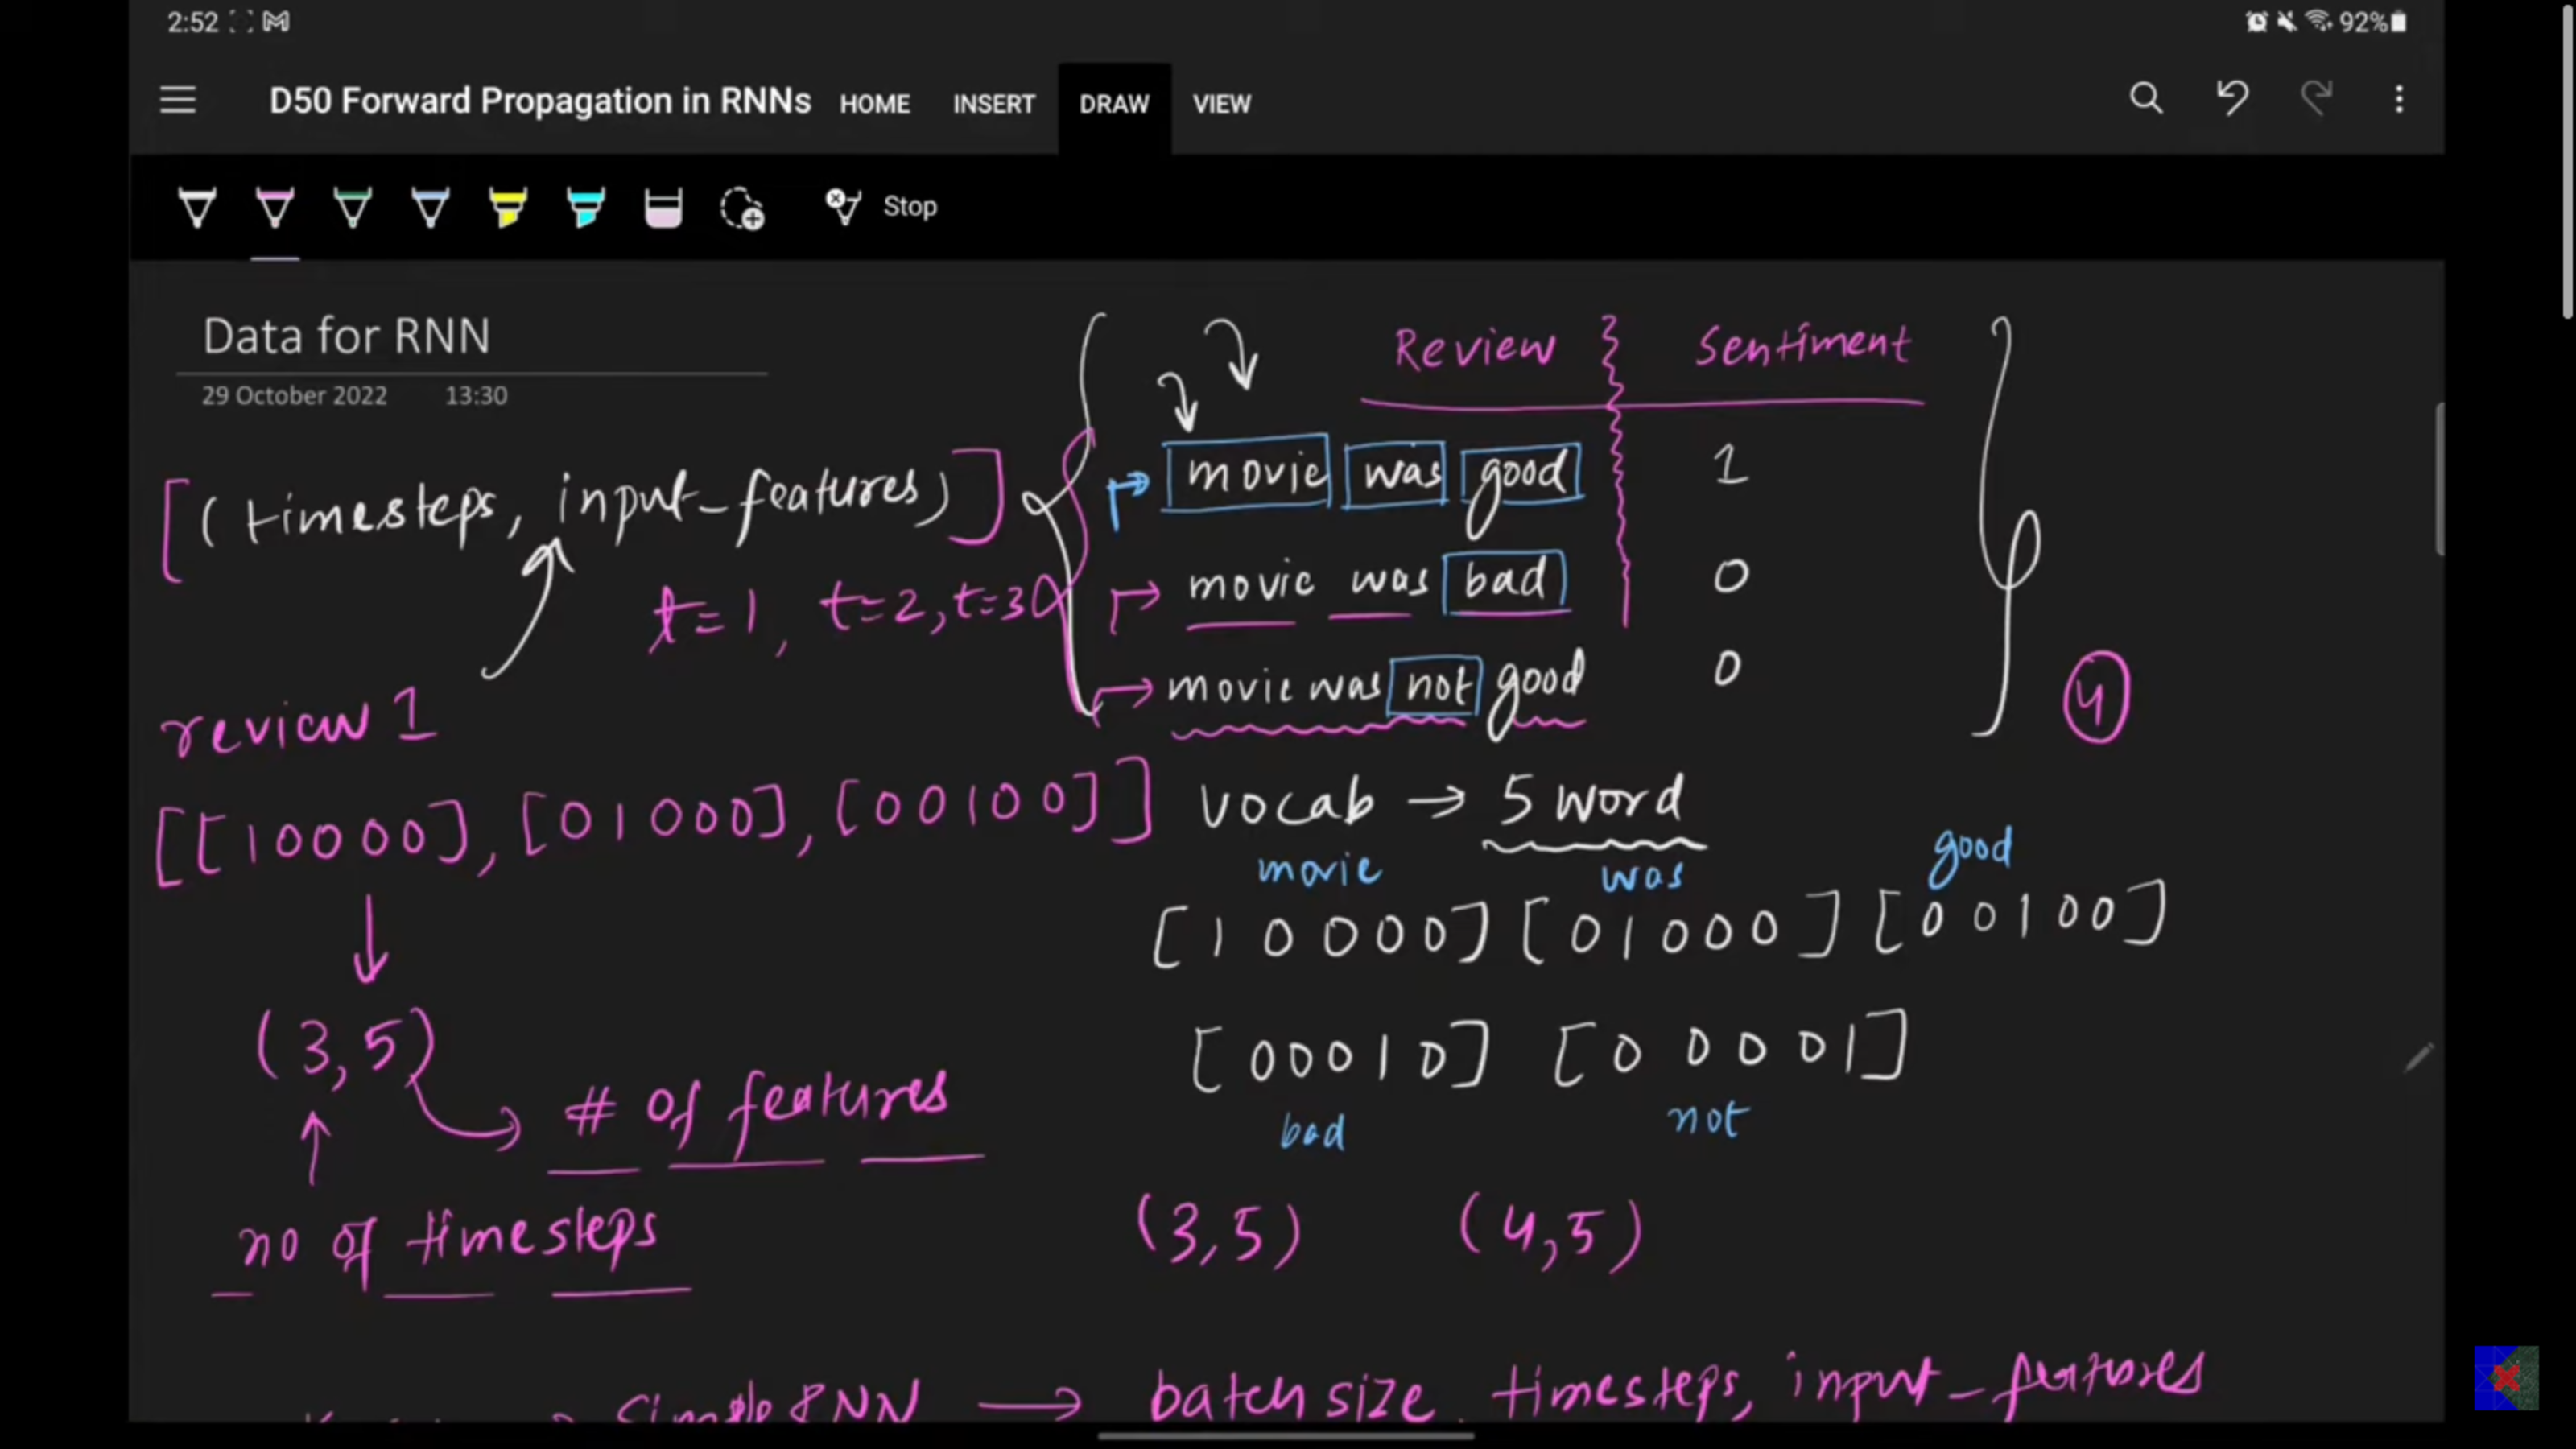 2:52 92%
D50 Forward Propagation in RNNs HOME INSERT DRAW VIEW
Stop
Data for RNN
29 October 2022 13:30
Review Sentiment
[(timesteps, input_features)]
movie was good 1
t=1, t=2, t=3
movie was bad 0
movie was not good 0
4
review 1
[[10000], [01000], [00100]]
vocab → 5 word
movie was good
[10000] [01000] [00100]
(3,5)
[00010] [00001]
bad not
# of features
no of timesteps
(3,5) (4,5)
Simple RNN → batch size, timesteps, input_features